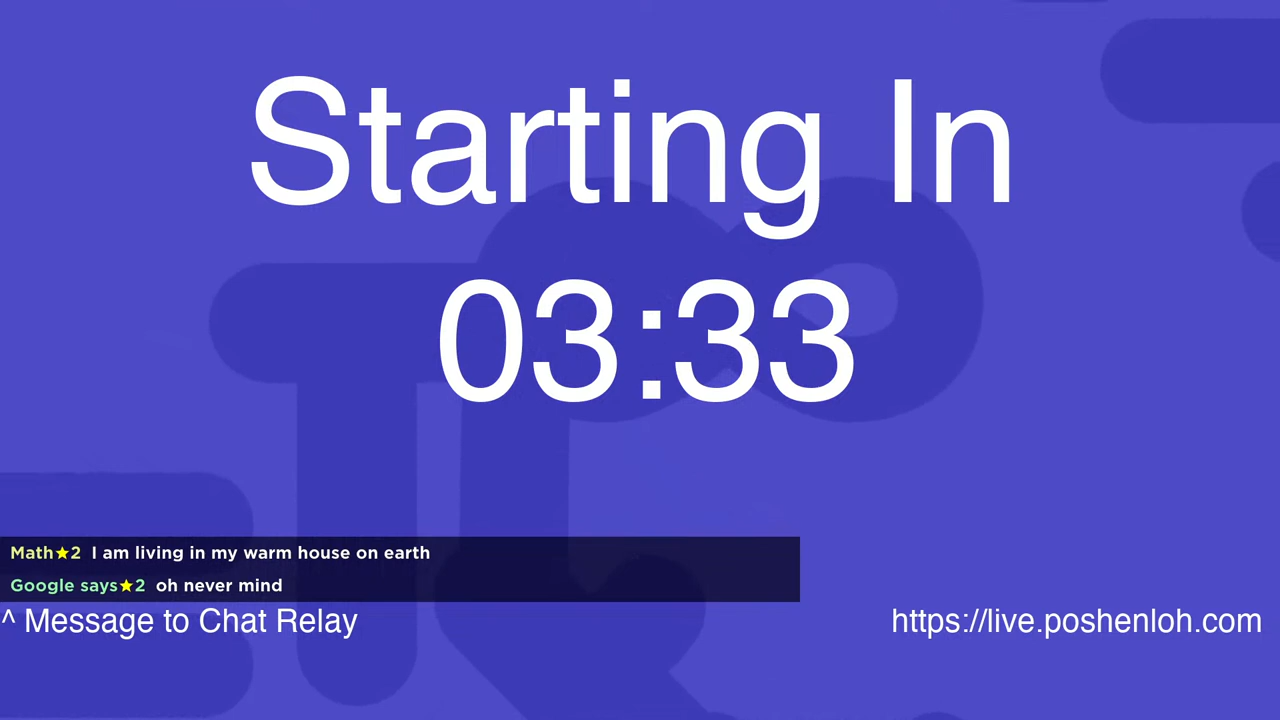 Starting In
03:33
Math★2 I am living in my warm house on earth
Google says★2 oh never mind
^ Message to Chat Relay
https://live.poshenloh.com